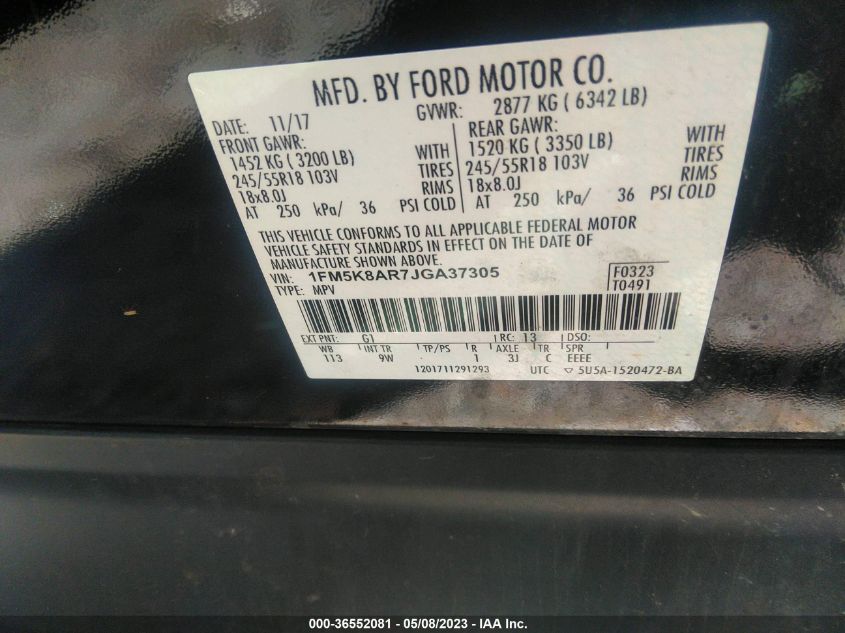 MFD. BY FORD MOTOR CO.
DATE: 11/17
GVWR: 2877 KG ( 6342 LB)
FRONT GAWR:
1452 KG ( 3200 LB)
245/55R18 103V
18x8.0J
WITH
TIRES
RIMS
AT 250 kPa/ 36 PSI COLD
REAR GAWR:
1520 KG ( 3350 LB)
245/55R18 103V
18x8.0J
WITH
TIRES
RIMS
AT 250 kPa/ 36 PSI COLD
THIS VEHICLE CONFORMS TO ALL APPLICABLE FEDERAL MOTOR
VEHICLE SAFETY STANDARDS IN EFFECT ON THE DATE OF
MANUFACTURE SHOWN ABOVE.
VIN: 1FM5K8AR7JGA37305
TYPE: MPV
F0323
T0491
EXT PNT: G1 RC: 13 DSO:
WB INT TR TP/PS R AXLE TR SPR
113 9W 1 3J C EEEE
1201711291293 UTC ▽ 5U5A-1520472-BA
000-36552081 - 05/08/2023 - IAA Inc.